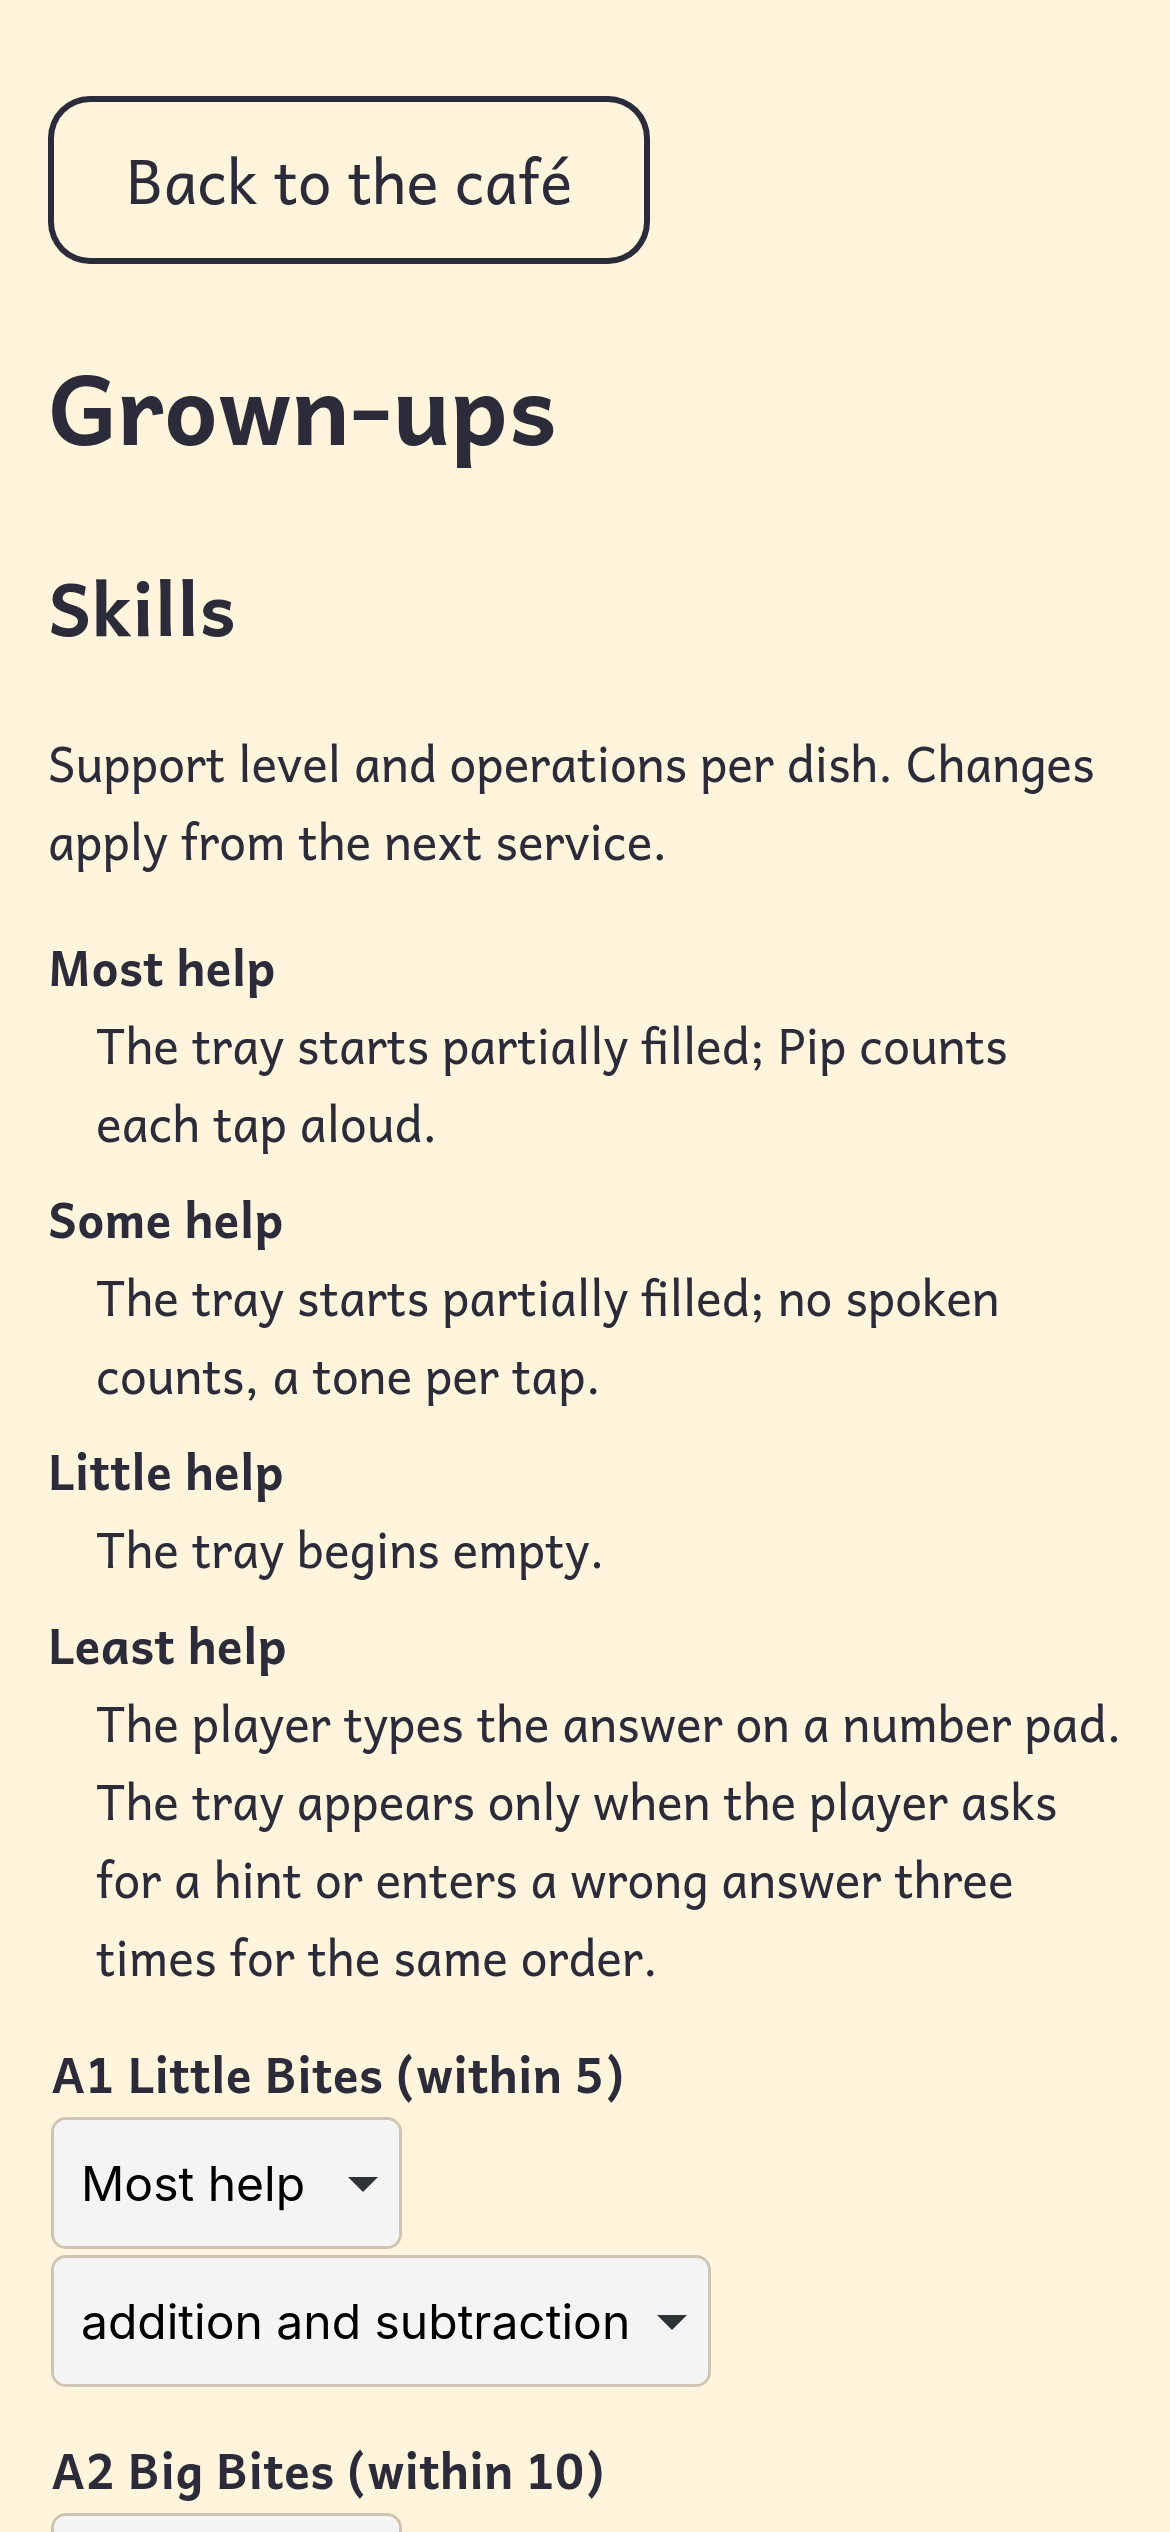 Back to the café
Grown-ups
Skills
Support level and operations per dish. Changes
apply from the next service.
Most help
The tray starts partially filled; Pip counts
each tap aloud.
Some help
The tray starts partially filled; no spoken
counts, a tone per tap.
Little help
The tray begins empty.
Least help
The player types the answer on a number pad.
The tray appears only when the player asks
for a hint or enters a wrong answer three
times for the same order.
A1 Little Bites (within 5)
Most help
addition and subtraction
A2 Big Bites (within 10)